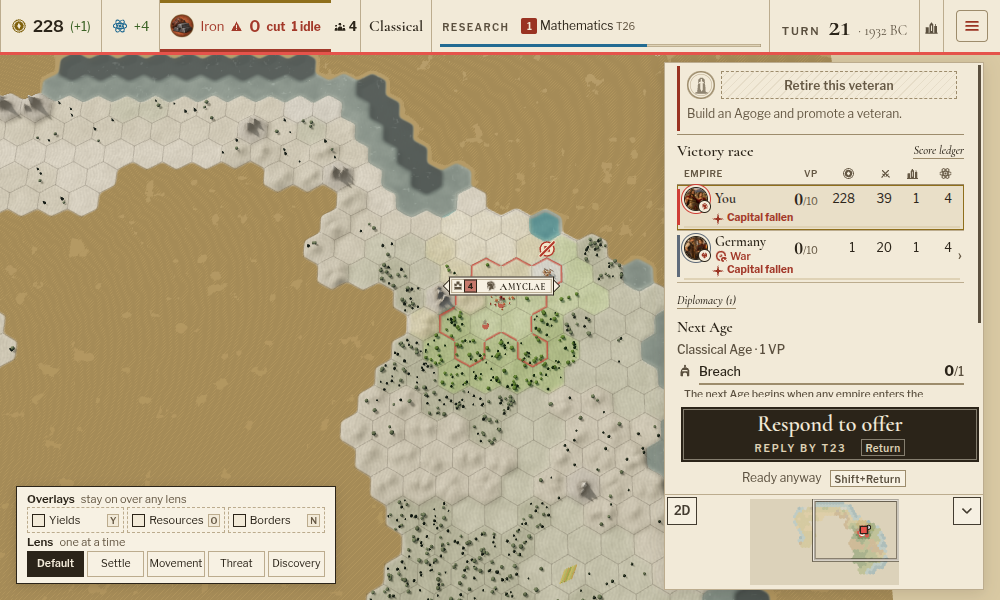 228 (+1)
+4
Iron 0 cut 1 idle
4
Classical
RESEARCH 1 Mathematics T26
TURN 21 · 1932 BC
Retire this veteran
Build an Agoge and promote a veteran.
Victory race
Score ledger
EMPIRE VP
You 0/10 228 39 1 4
Capital fallen
Germany 0/10 1 20 1 4 ›
War
Capital fallen
Diplomacy (1)
Next Age
Classical Age · 1 VP
Breach 0/1
The next Age begins when any empire enters the
Respond to offer
REPLY BY T23 Return
Ready anyway Shift+Return
2D
4 AMYCLAE
Overlays stay on over any lens
Yields Y
Resources O
Borders N
Lens one at a time
Default Settle Movement Threat Discovery